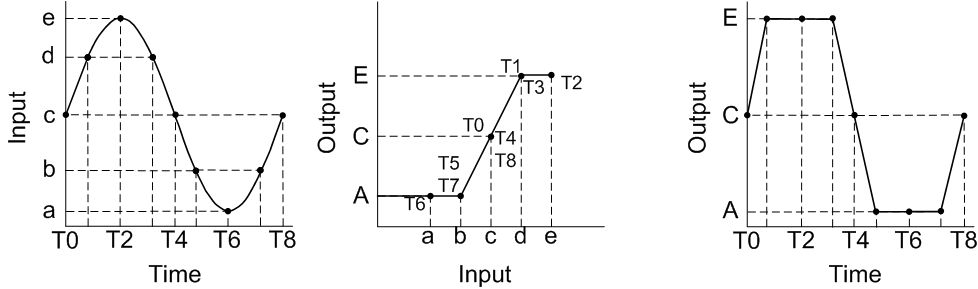 e
d
c
b
a
Input
T0 T2 T4 T6 T8
Time
E
C
A
Output
T1
T3 T2
T0
T4
T5 T8
T7
T6
a b c d e
Input
E
C
A
Output
T0 T2 T4 T6 T8
Time